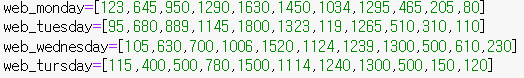 web_monday=[123,645,950,1290,1630,1450,1034,1295,465,205,80]
web_tuesday=[95,680,889,1145,1800,1323,119,1265,510,310,110]
web_wednesday=[105,630,700,1006,1520,1124,1239,1300,500,610,230]
web_tursday=[115,400,500,780,1500,1114,1240,1300,500,150,120]